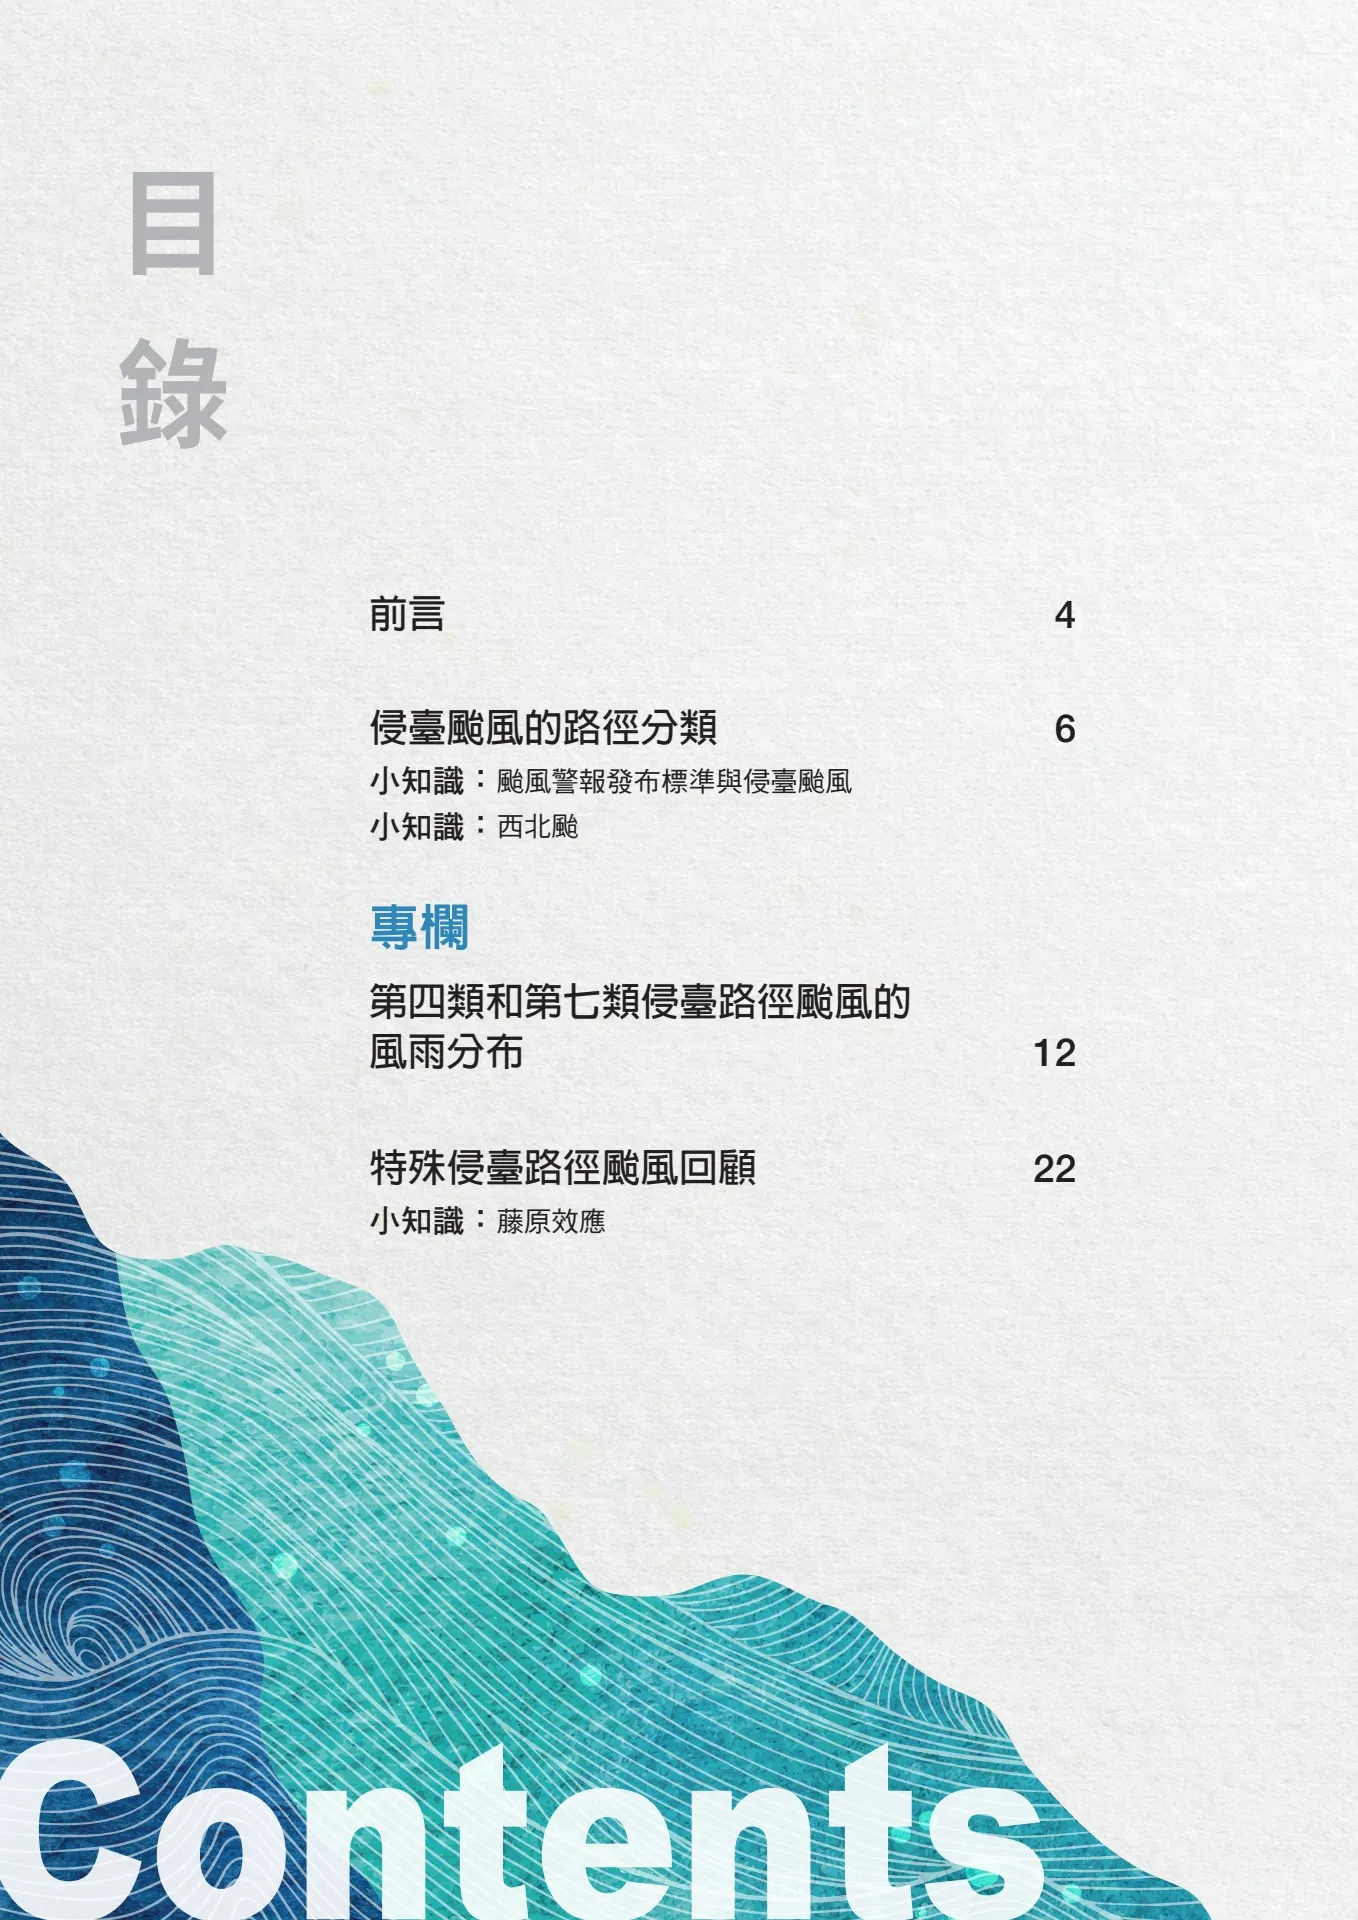 目
錄
前言 4
侵臺颱風的路徑分類 6
小知識：颱風警報發布標準與侵臺颱風
小知識：西北颱
專欄
第四類和第七類侵臺路徑颱風的
風雨分布 12
特殊侵臺路徑颱風回顧 22
小知識：藤原效應
Contents